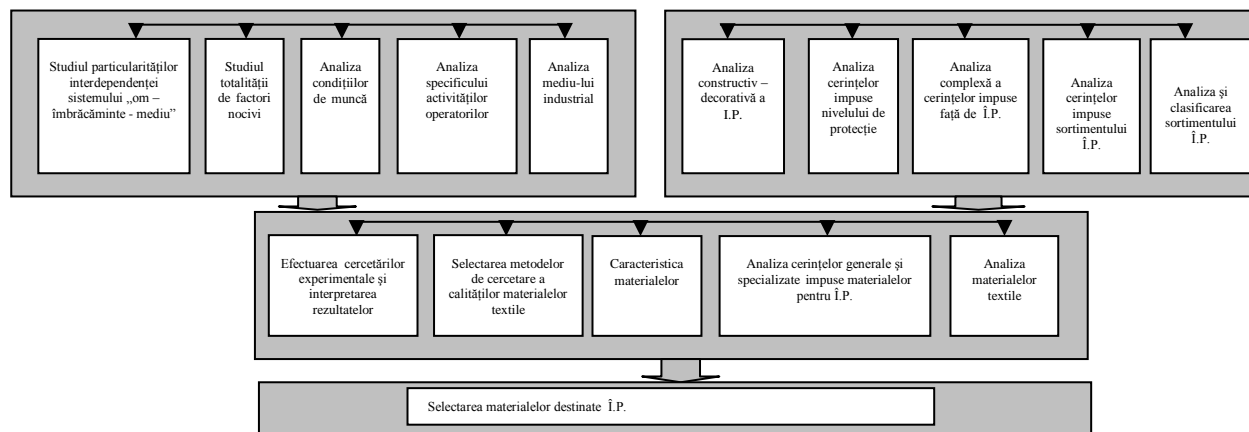 Studiul particularităților
interdependenței
sistemului „om –
îmbrăcăminte - mediu”
Studiul
totalității
de factori
nocivi
Analiza
condițiilor
de muncă
Analiza
specificului
activităților
operatorilor
Analiza
mediu-lui
industrial
Analiza
constructiv –
decorativă a
I.P.
Analiza
cerințelor
impuse
nivelului de
protecție
Analiza
complexă a
cerințelor impuse
față de Î.P.
Analiza
cerințelor
impuse
sortimentului
Î.P.
Analiza și
clasificarea
sortimentului
Î.P.
Efectuarea cercetărilor
experimentale și
interpretarea
rezultatelor
Selectarea metodelor
de cercetare a
calităților materialelor
textile
Caracteristica
materialelor
Analiza cerințelor generale și
specializate impuse materialelor
pentru Î.P.
Analiza
materialelor
textile
Selectarea materialelor destinate Î.P.